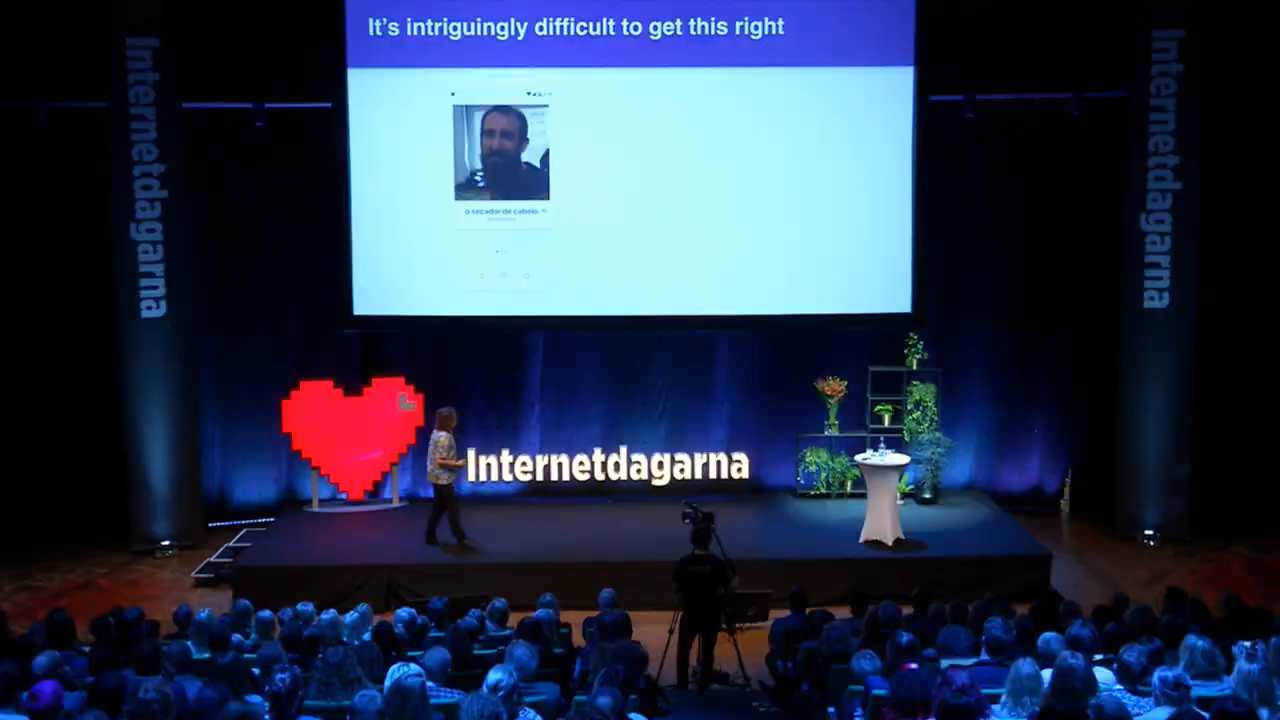 It's intriguingly difficult to get this right
o secador de cabelo.
Internetdagarna
Internetdagarna
Internetdagarna